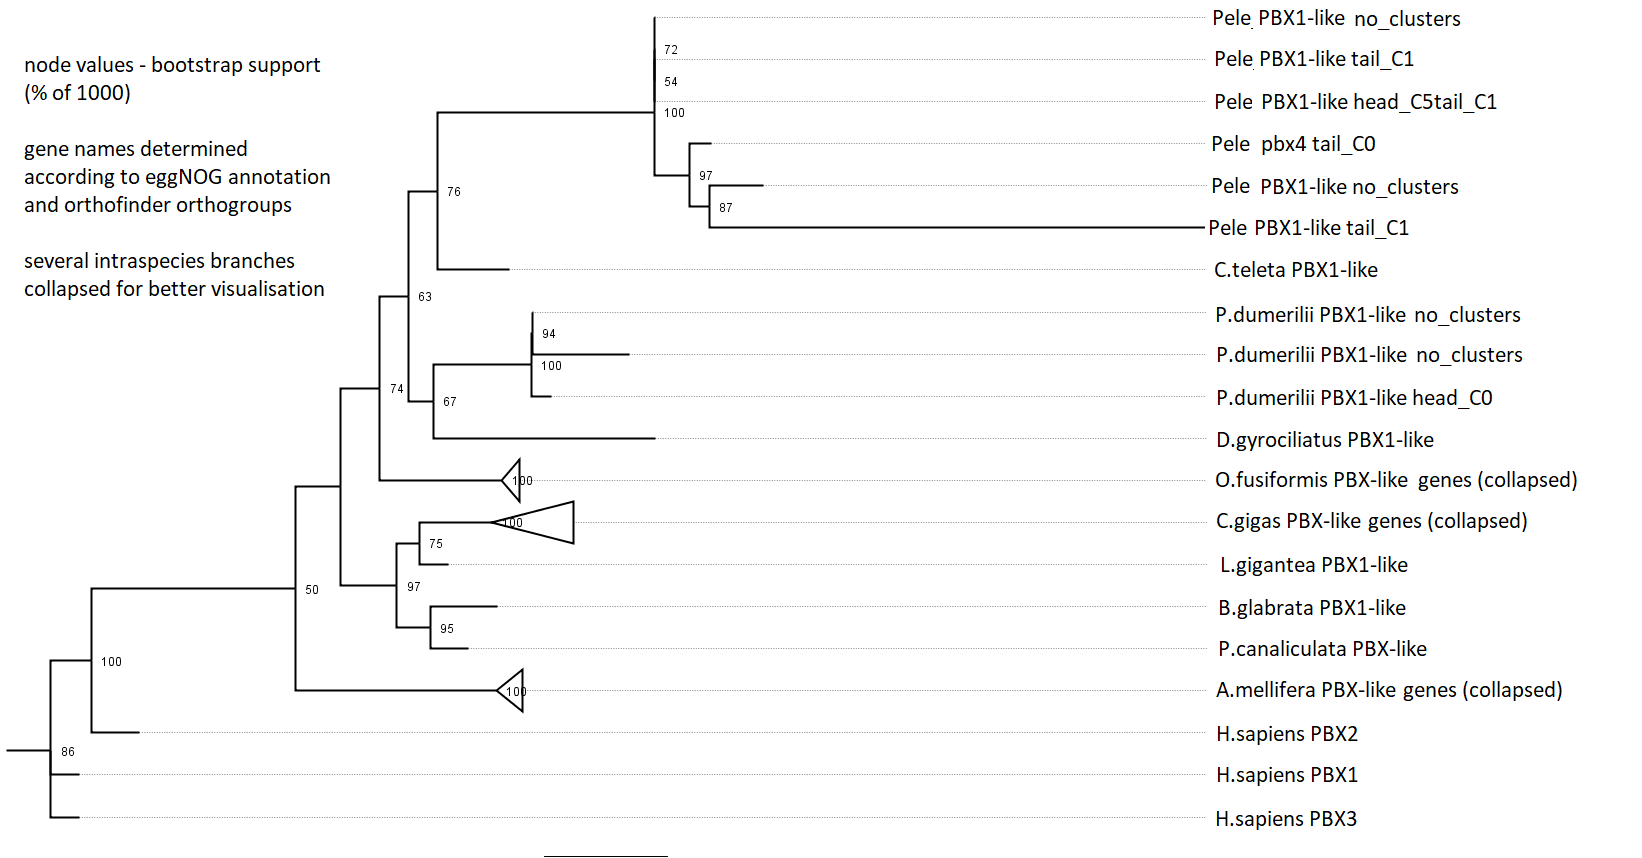 Pele PBX1-like no_clusters
72
node values - bootstrap support
(% of 1000)
Pele PBX1-like tail_C1
54
Pele PBX1-like head_C5tail_C1
100
gene names determined
according to eggNOG annotation
and orthofinder orthogroups
Pele pbx4 tail_C0
97
76
Pele PBX1-like no_clusters
87
Pele PBX1-like tail_C1
several intraspecies branches
collapsed for better visualisation
C.teleta PBX1-like
63
P.dumerilii PBX1-like no_clusters
94
P.dumerilii PBX1-like no_clusters
100
74
P.dumerilii PBX1-like head_C0
67
D.gyrociliatus PBX1-like
100
O.fusiformis PBX-like genes (collapsed)
100
C.gigas PBX-like genes (collapsed)
75
L.gigantea PBX1-like
97
50
B.glabrata PBX1-like
95
P.canaliculata PBX-like
100
100
A.mellifera PBX-like genes (collapsed)
H.sapiens PBX2
86
H.sapiens PBX1
H.sapiens PBX3